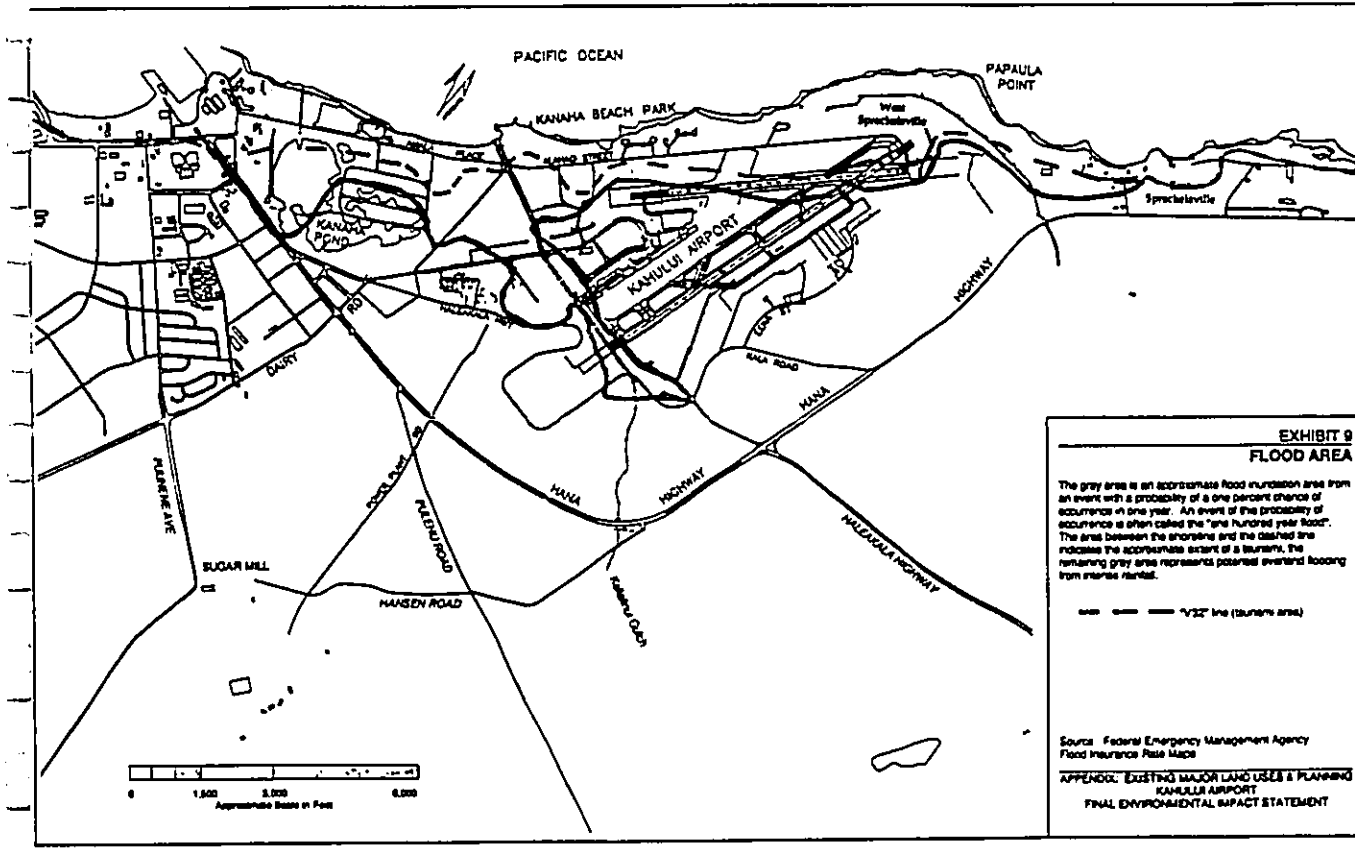 PACIFIC OCEAN
PAPAULA
POINT
KANAHA BEACH PARK
West
Spreckelsville
PLACE
STREET
East
Spreckelsville
KANAHA
POND
KAHULUI AIRPORT
HIGHWAY
RD
HALEAKALA HWY
DAIRY
KALA ROAD
HANA
PUUNENE AVE
POWER PLANT RD
PULEHU ROAD
HANA
HIGHWAY
HALEAKALA HIGHWAY
SUGAR MILL
HANSEN ROAD
Kalialinui Gulch
EXHIBIT 9
FLOOD AREA
The gray area is an approximate flood inundation area from
an event with a probability of a one percent chance of
occurrence in one year. An event of this probability of
occurrence is often called the "one hundred year flood".
The area between the shoreline and the dashed line
indicates the approximate extent of a tsunami, the
remaining gray area represents potential overland flooding
from intense rainfall.
"V22" line (tsunami area)
Source: Federal Emergency Management Agency
Flood Insurance Rate Maps
0 1,500 3,000 6,000
Approximate Scale in Feet
APPENDIX: EXISTING MAJOR LAND USES & PLANNING
KAHULUI AIRPORT
FINAL ENVIRONMENTAL IMPACT STATEMENT